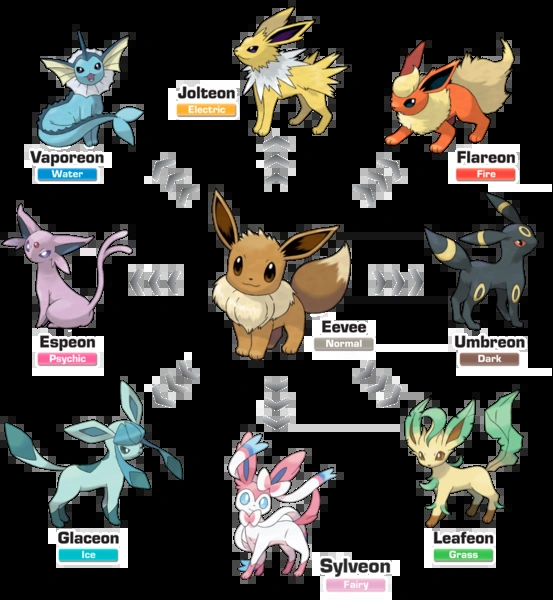 Jolteon
Electric
Vaporeon
Water
Flareon
Fire
Eevee
Normal
Espeon
Psychic
Umbreon
Dark
Glaceon
Ice
Leafeon
Grass
Sylveon
Fairy